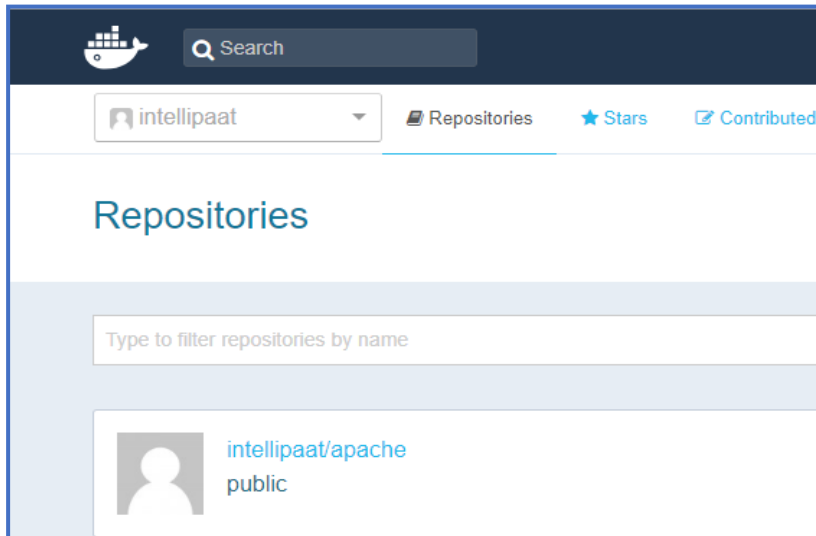 Search
intellipaat Repositories Stars Contributed
Repositories
Type to filter repositories by name
intellipaat/apache
public